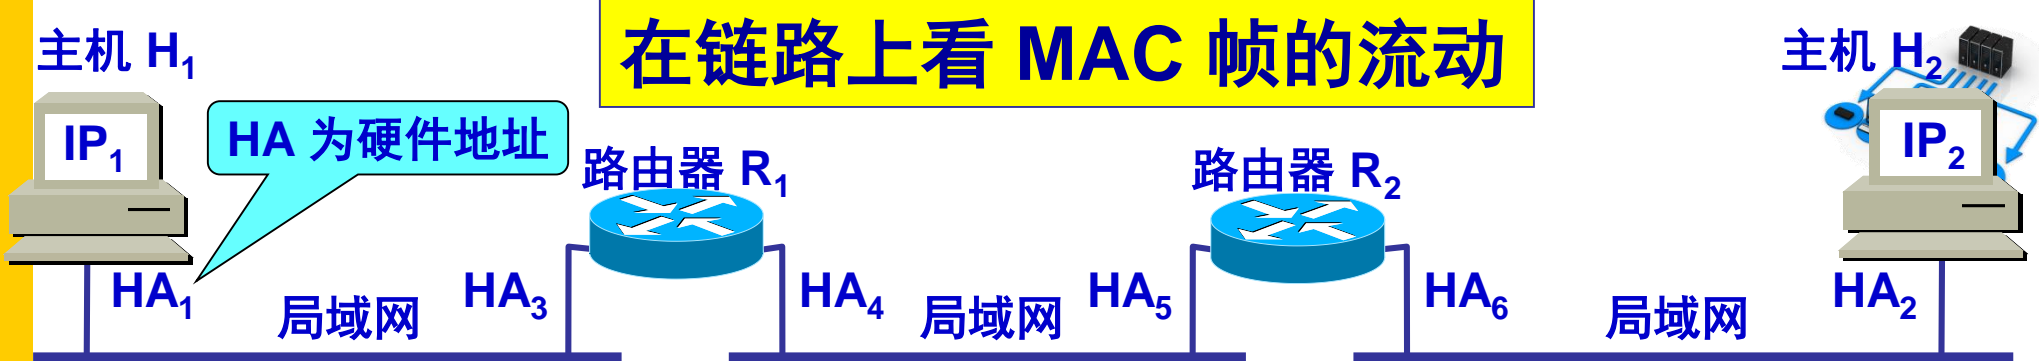 在链路上看 MAC 帧的流动
主机 H1
主机 H2
IP1
HA 为硬件地址
路由器 R1
路由器 R2
IP2
HA1
局域网
HA3
HA4
局域网
HA5
HA6
局域网
HA2